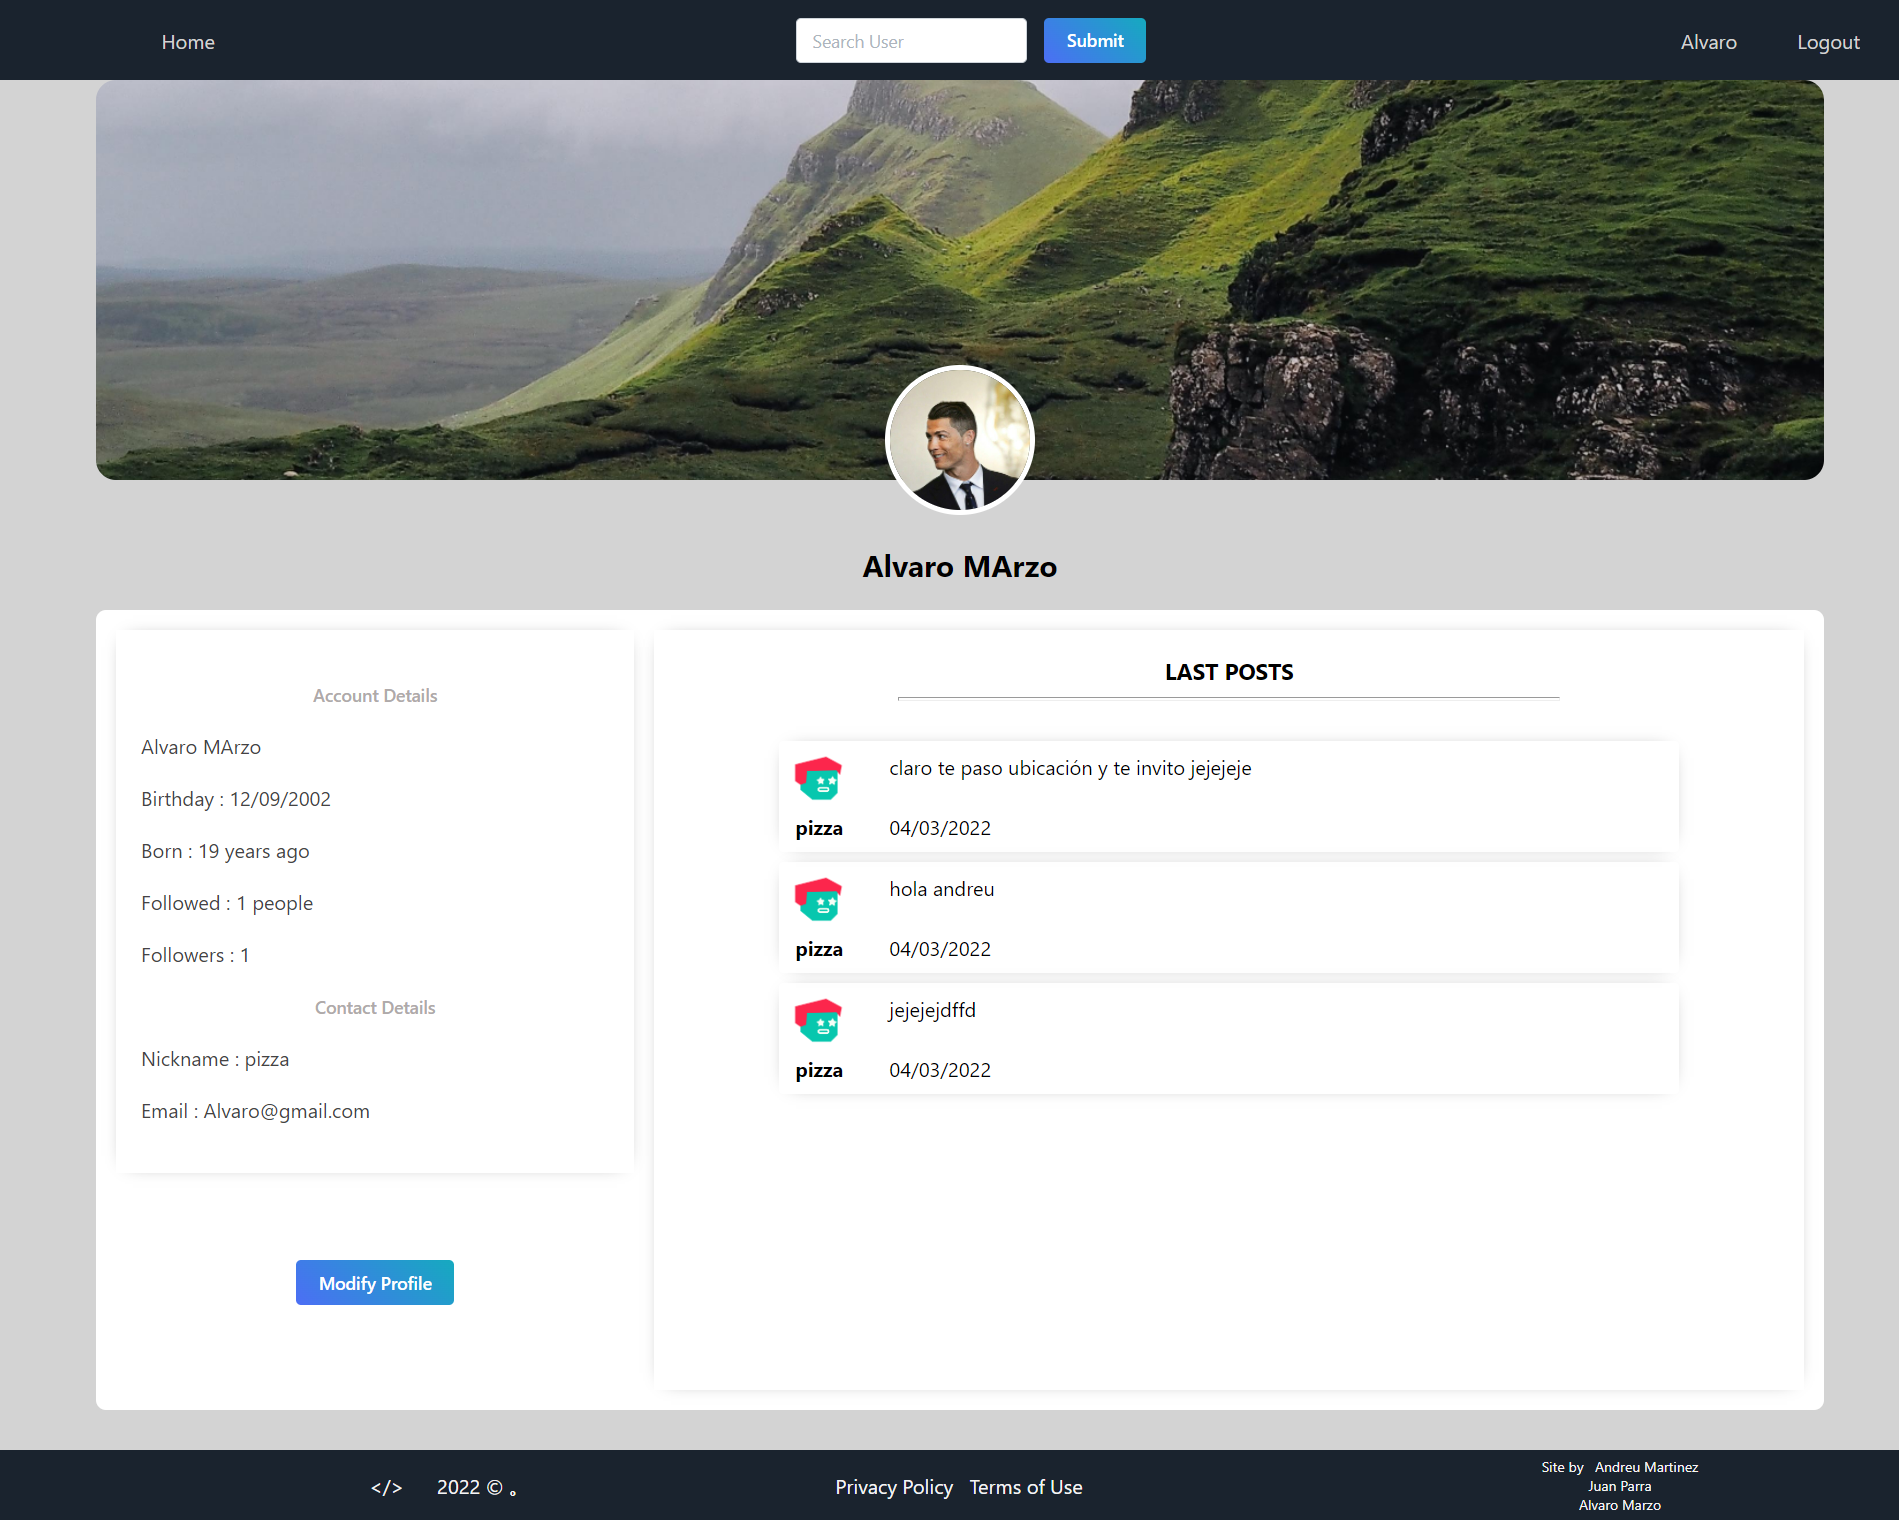 Home
Search User
Submit
Alvaro
Logout
Alvaro MArzo
Account Details
Alvaro MArzo
Birthday : 12/09/2002
Born : 19 years ago
Followed : 1 people
Followers : 1
Contact Details
Nickname : pizza
Email : Alvaro@gmail.com
Modify Profile
LAST POSTS
claro te paso ubicación y te invito jejejeje
pizza 04/03/2022
hola andreu
pizza 04/03/2022
jejejejdffd
pizza 04/03/2022
</> 2022 © 。
Privacy Policy Terms of Use
Site by Andreu Martinez
Juan Parra
Alvaro Marzo